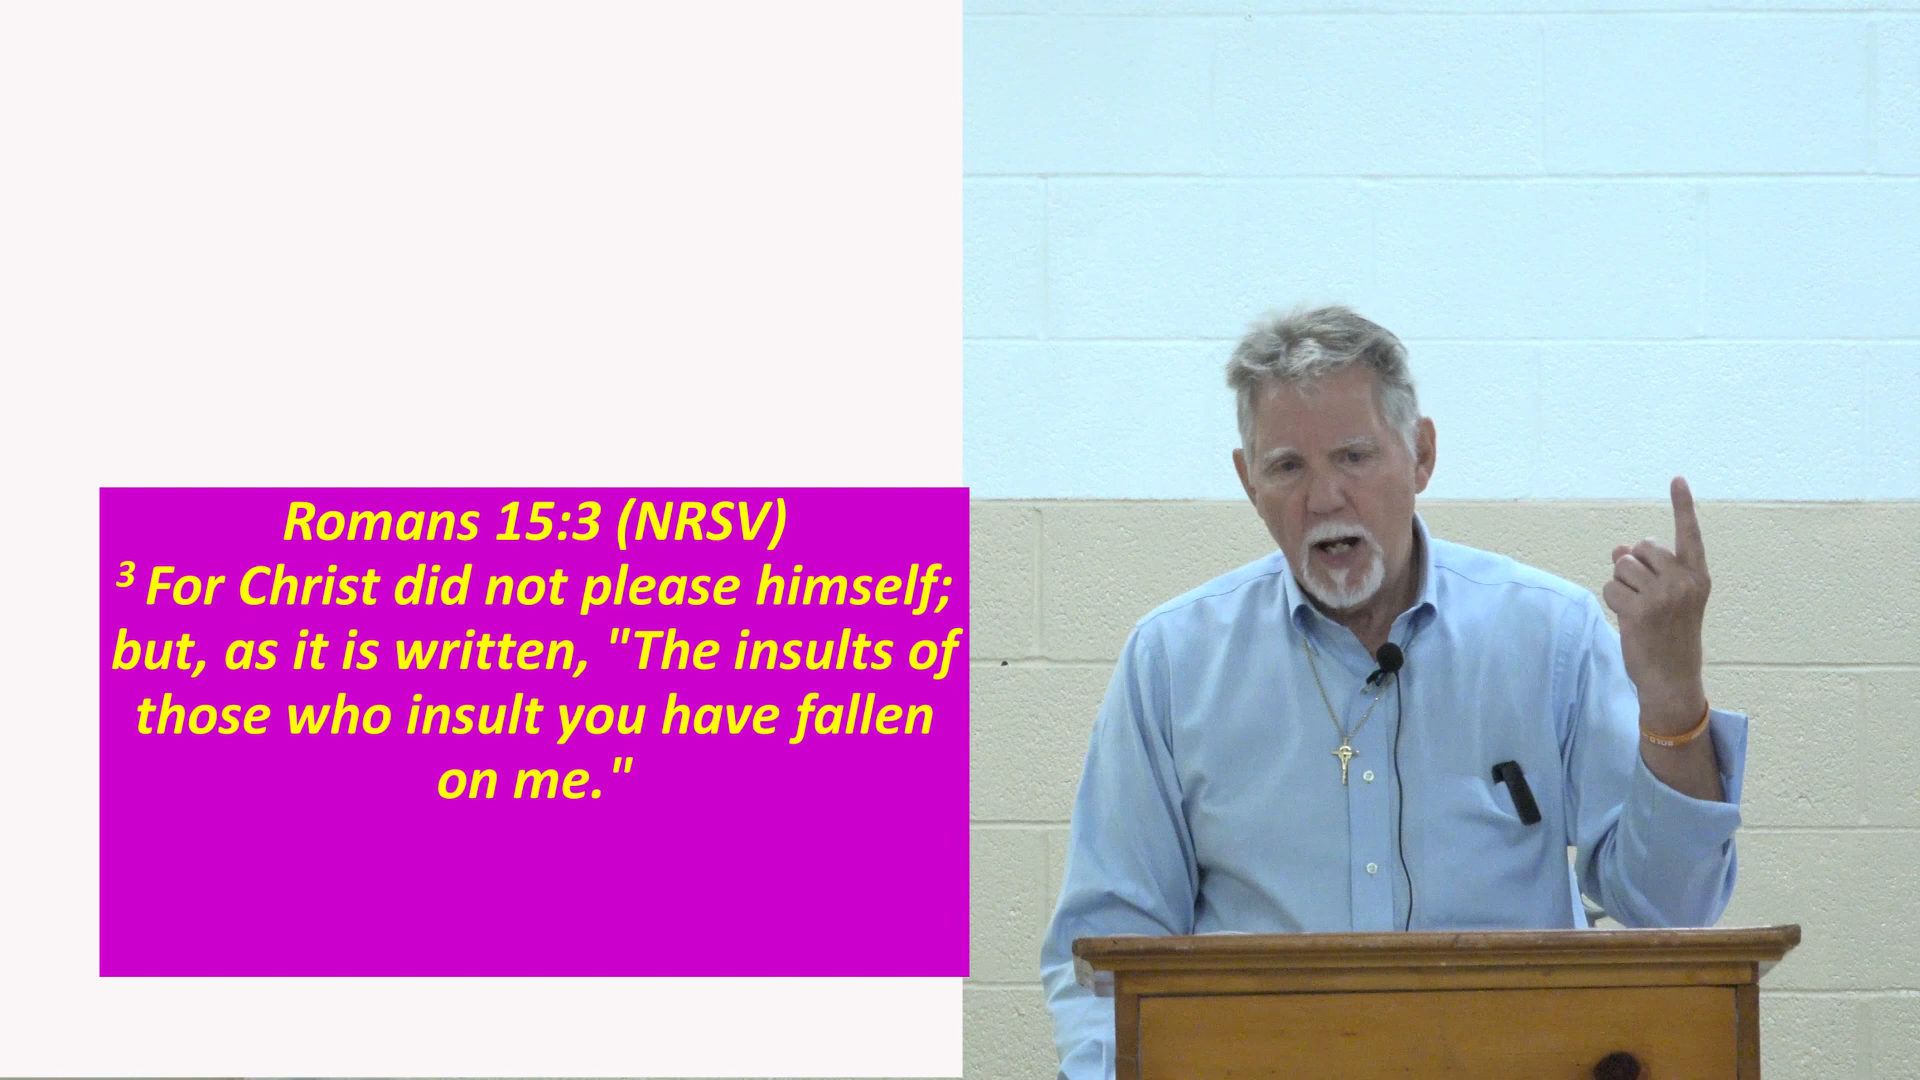 Romans 15:3 (NRSV)
3 For Christ did not please himself;
but, as it is written, "The insults of
those who insult you have fallen
on me."
BOLD